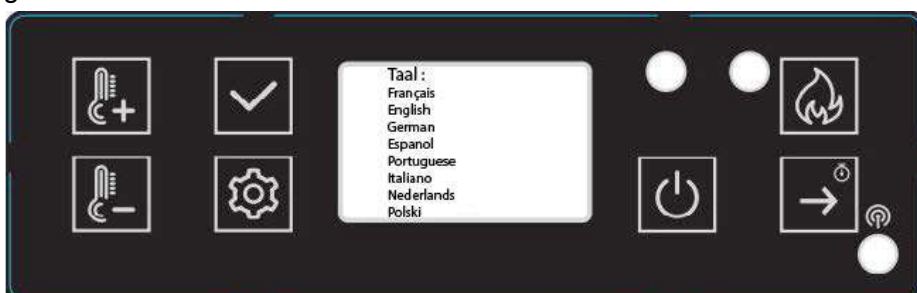 Taal :
Français
English
German
Espanol
Portuguese
Italiano
Nederlands
Polski